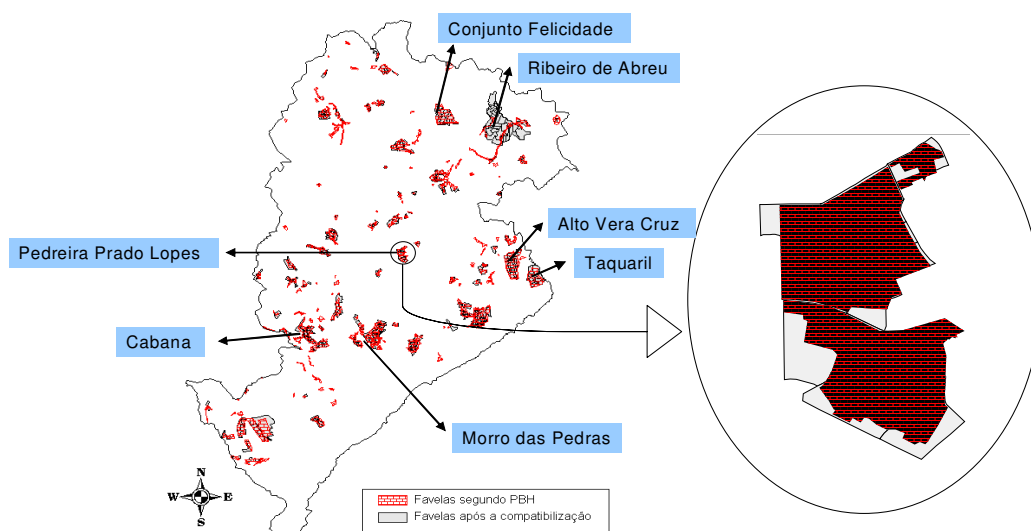 Conjunto Felicidade
Ribeiro de Abreu
Alto Vera Cruz
Pedreira Prado Lopes
Taquaril
Cabana
Morro das Pedras
N
W E
S
Favelas segundo PBH
Favelas após a compatibilização